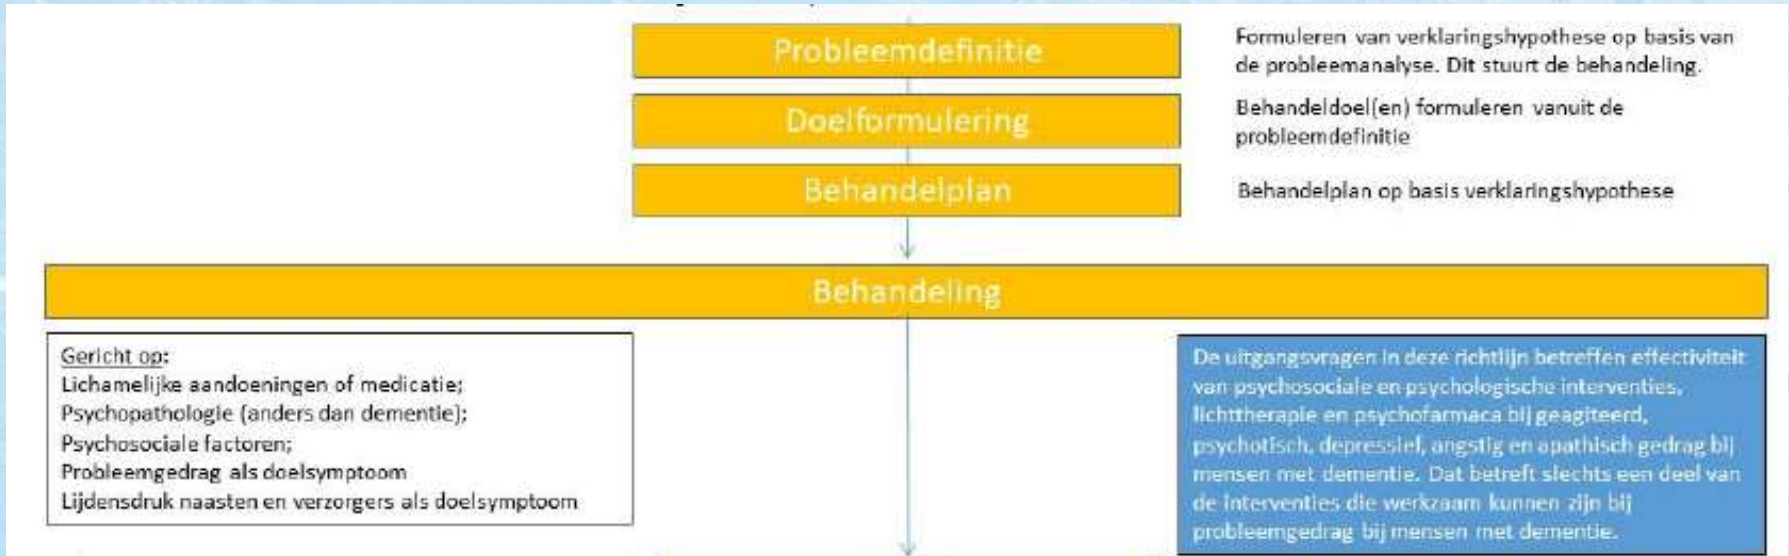 Probleemdefinitie
Formuleren van verklaringshypothese op basis van
de probleemanalyse. Dit stuurt de behandeling.
Doelformulering
Behandeldoel(en) formuleren vanuit de
probleemdefinitie
Behandelplan
Behandelplan op basis verklaringshypothese
Behandeling
Gericht op:
Lichamelijke aandoeningen of medicatie;
Psychopathologie (anders dan dementie);
Psychosociale factoren;
Probleemgedrag als doelsymptoom
Lijdensdruk naasten en verzorgers als doelsymptoom
De uitgangsvragen in deze richtlijn betreffen effectiviteit
van psychosociale en psychologische interventies,
lichttherapie en psychofarmaca bij geagiteerd,
psychotisch, depressief, angstig en apathisch gedrag bij
mensen met dementie. Dat betreft slechts een deel van
de interventies die werkzaam kunnen zijn bij
probleemgedrag bij mensen met dementie.